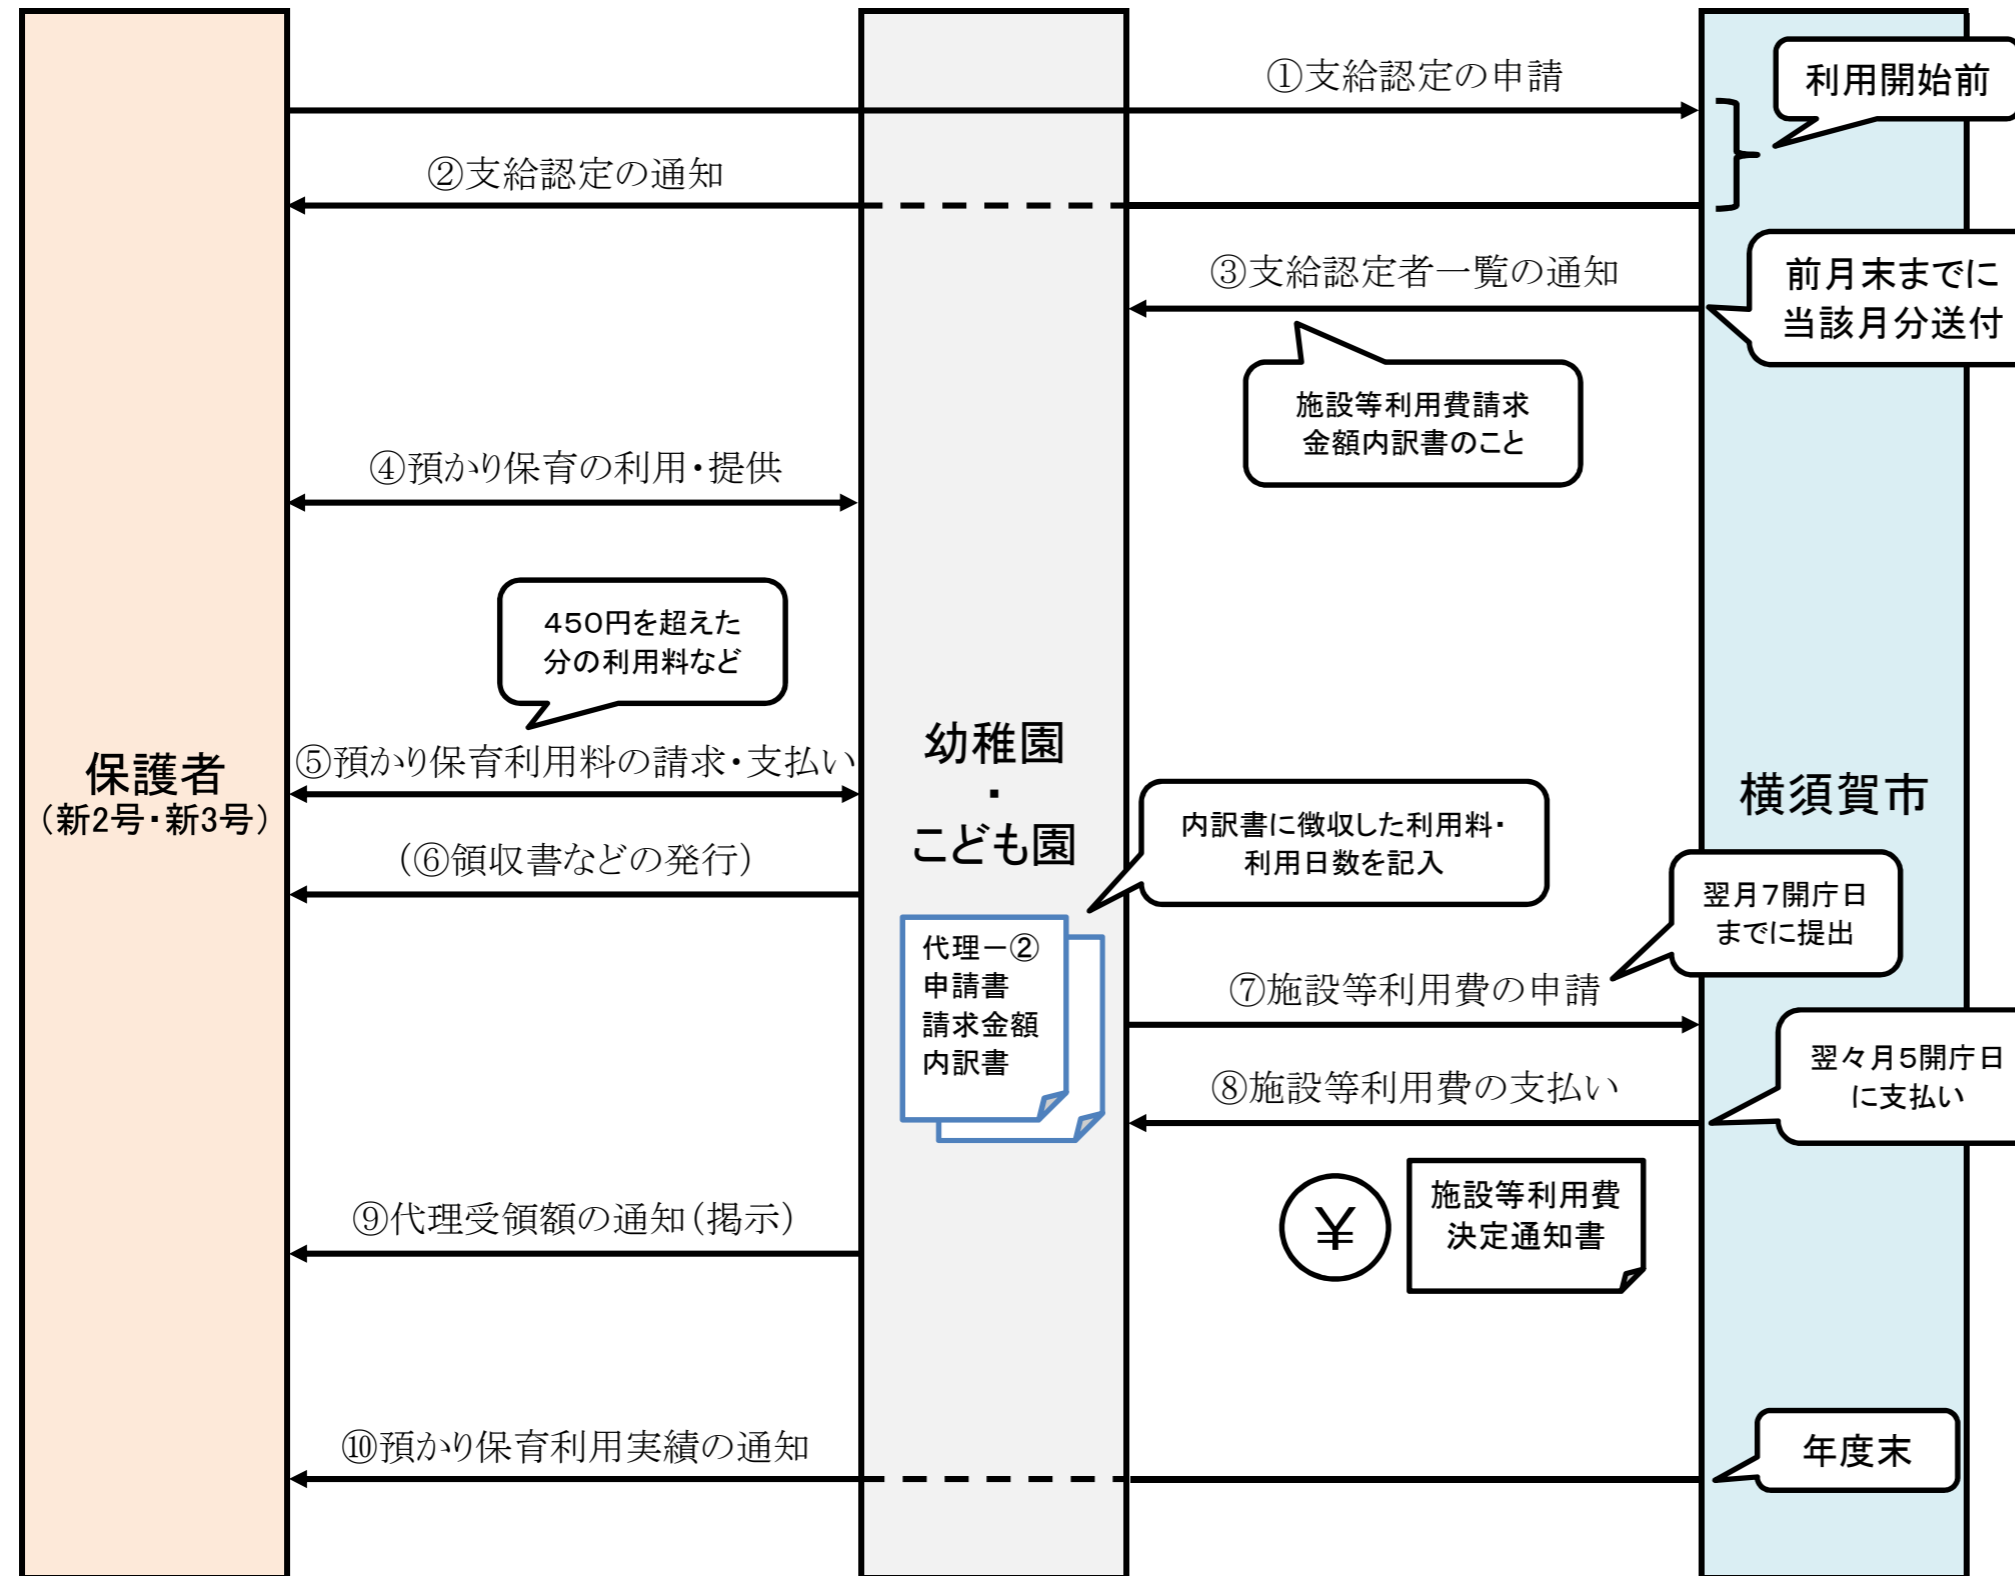 ①支給認定の申請
利用開始前
②支給認定の通知
③支給認定者一覧の通知
前月末までに
当該月分送付
施設等利用費請求
金額内訳書のこと
④預かり保育の利用・提供
450円を超えた
分の利用料など
⑤預かり保育利用料の請求・支払い
保護者
(新2号・新3号)
幼稚園
・
こども園
横須賀市
内訳書に徴収した利用料・
利用日数を記入
(⑥領収書などの発行)
翌月7開庁日
までに提出
代理-②
申請書
請求金額
内訳書
⑦施設等利用費の申請
翌々月5開庁日
に支払い
⑧施設等利用費の支払い
¥
施設等利用費
決定通知書
⑨代理受領額の通知(掲示)
⑩預かり保育利用実績の通知
年度末